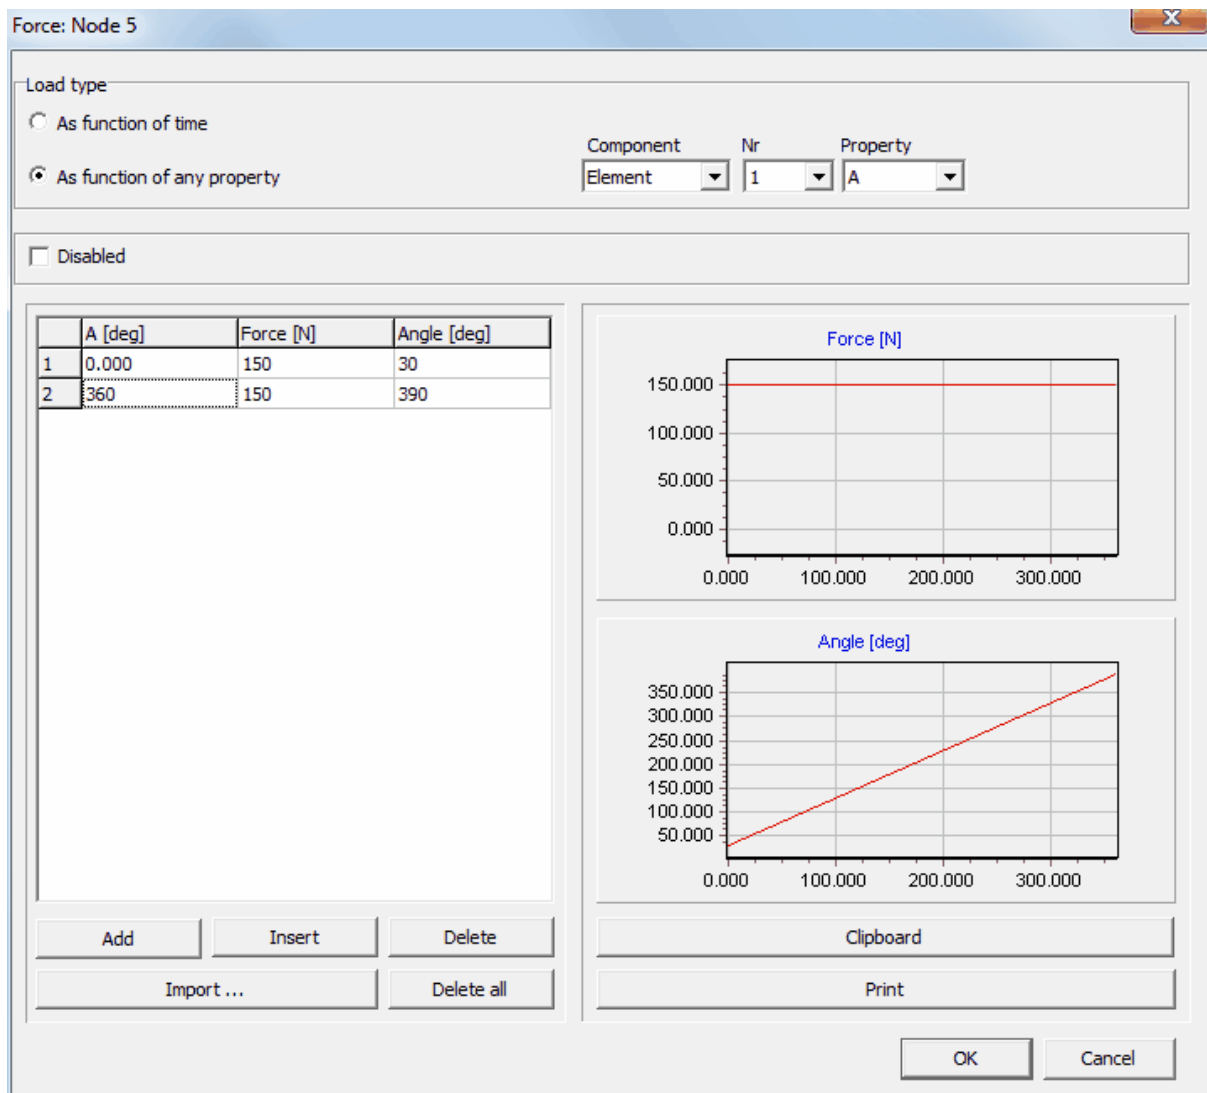 Force: Node 5
Load type
As function of time
Component Nr Property
As function of any property Element 1 A
Disabled
A [deg] Force [N] Angle [deg]
1 0.000 150 30
2 360 150 390
Force [N]
150.000
100.000
50.000
0.000
0.000 100.000 200.000 300.000
Angle [deg]
350.000
300.000
250.000
200.000
150.000
100.000
50.000
0.000 100.000 200.000 300.000
Add Insert Delete
Import ... Delete all
Clipboard
Print
OK Cancel